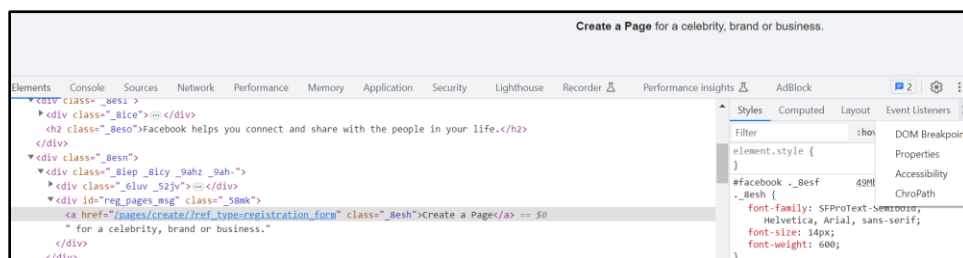 Create a Page for a celebrity, brand or business.
Elements Console Sources Network Performance Memory Application Security Lighthouse Recorder Performance insights AdBlock 2
<div class="_8esl">
<div class="_8ice">…</div>
<h2 class="_8eso">Facebook helps you connect and share with the people in your life.</h2>
</div>
<div class="_8esn">
<div class="_8iep _8icy _9ahz _9ah-">
<div class="_6luv _52jv">…</div>
<div id="reg_pages_msg" class="_58mk">
<a href="/pages/create/?ref_type=registration_form" class="_8esh">Create a Page</a> == $0
" for a celebrity, brand or business."
</div>
</div>
Styles Computed Layout Event Listeners
Filter :hov
element.style {
}
#facebook ._8esf
._8esh {
font-family: SFProText-Semibold,
Helvetica, Arial, sans-serif;
font-size: 14px;
font-weight: 600;
}
DOM Breakpoin
Properties
Accessibility
ChroPath